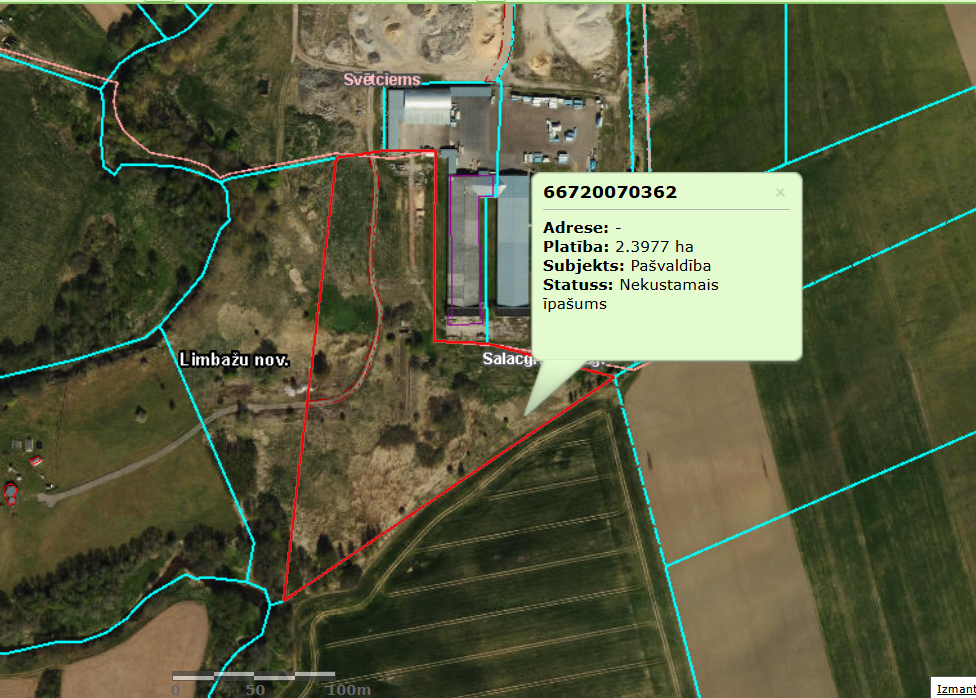 Svētciems
66720070362
×
Adrese: -
Platība: 2.3977 ha
Subjekts: Pašvaldība
Statuss: Nekustamais
īpašums
Limbažu nov.
Salacg
g.
0 50 100m
Izmant